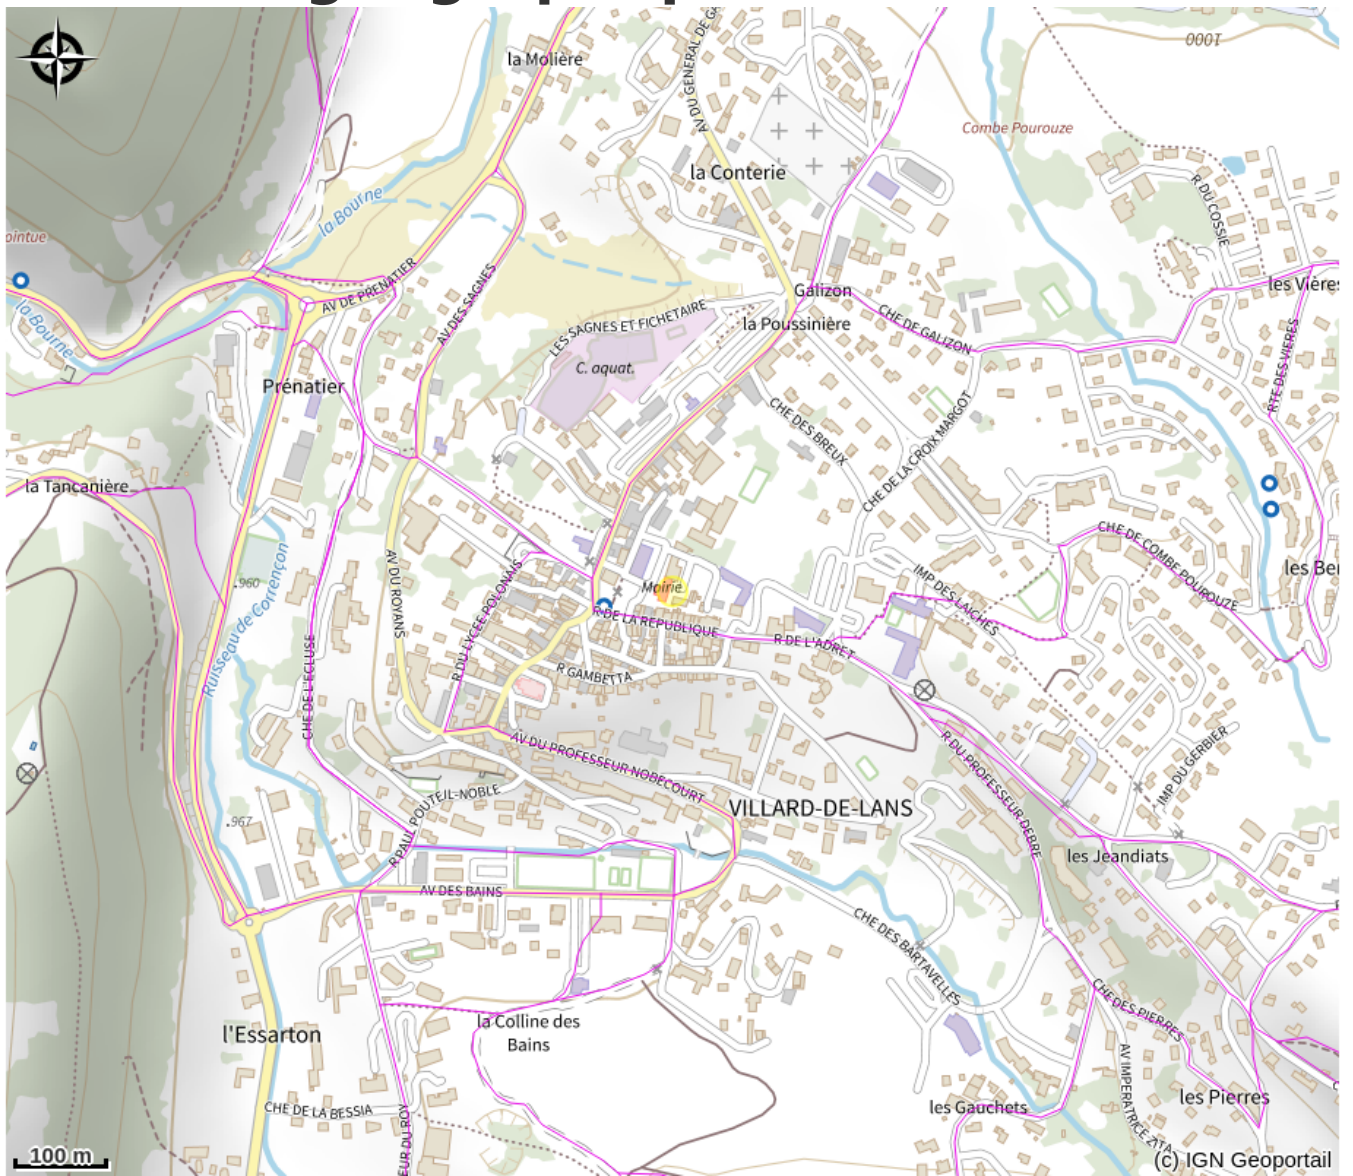 la Molière
AV DU GENERAL DE GA
1000
Combe Pourouze
la Conterie
R DU COSSIE
la Bourne
ointue
AV DE PRENATIER
AV DES SAGNES
les Vières
Galizon
la Bourne
LES SAGNES ET FICHETAIRE
la Poussinière
CHE DE GALIZON
C. aquat.
RTE DES VIERES
Prénatier
CHE DES BREUX
CHE DE LA CROIX MARGOT
la Tancanière
CHE DE COMBE POUROUZE
AV DU ROYANS
R DU LYCEE POLONAIS
.960
Mairie
IMP DES LAICHES
les Ber
Ruisseau de Corrençon
R DE LA REPUBLIQUE
R DE L'ADRET
CHE DE L'ECLUSE
R GAMBETTA
AV DU PROFESSEUR NOBECOURT
R DU PROFESSEUR DEBRE
IMP DU GERBIER
R PAUL POUTEIL-NOBLE
VILLARD-DE-LANS
.967
les Jeandiats
AV DES BAINS
CHE DES BARTAVELLES
CHE DES PIERRES
l'Essarton
la Colline des
Bains
AV IMPERATRICE ZITA
les Pierres
CHE DE LA BESSIA
les Gauchets
100 m
(c) IGN Geoportail